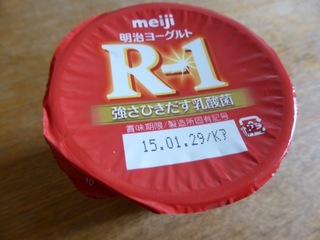 meiji
明治ヨーグルト
R-1
強さひきだす乳酸菌
賞味期限/製造所固有記号
15.01.29/K7